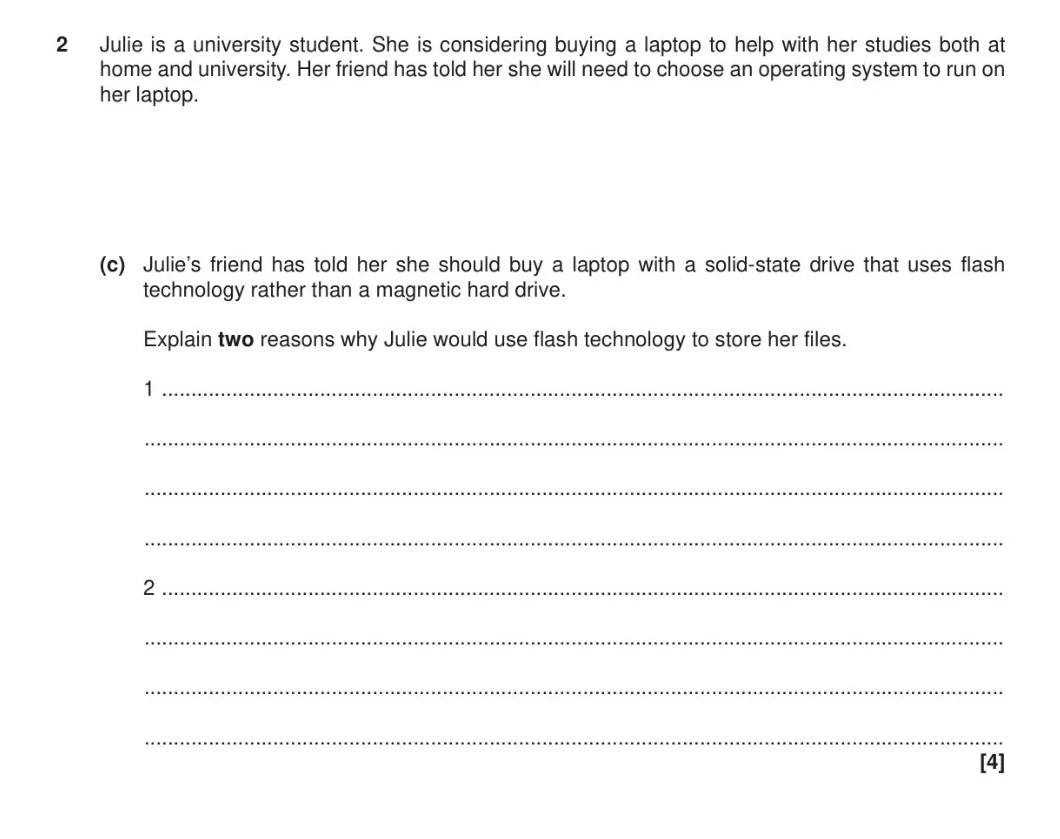 2 Julie is a university student. She is considering buying a laptop to help with her studies both at
home and university. Her friend has told her she will need to choose an operating system to run on
her laptop.
(c) Julie's friend has told her she should buy a laptop with a solid-state drive that uses flash
technology rather than a magnetic hard drive.
Explain two reasons why Julie would use flash technology to store her files.
1 ....................................................................................................
....................................................................................................
....................................................................................................
....................................................................................................
2 ....................................................................................................
....................................................................................................
....................................................................................................
....................................................................................................
[4]